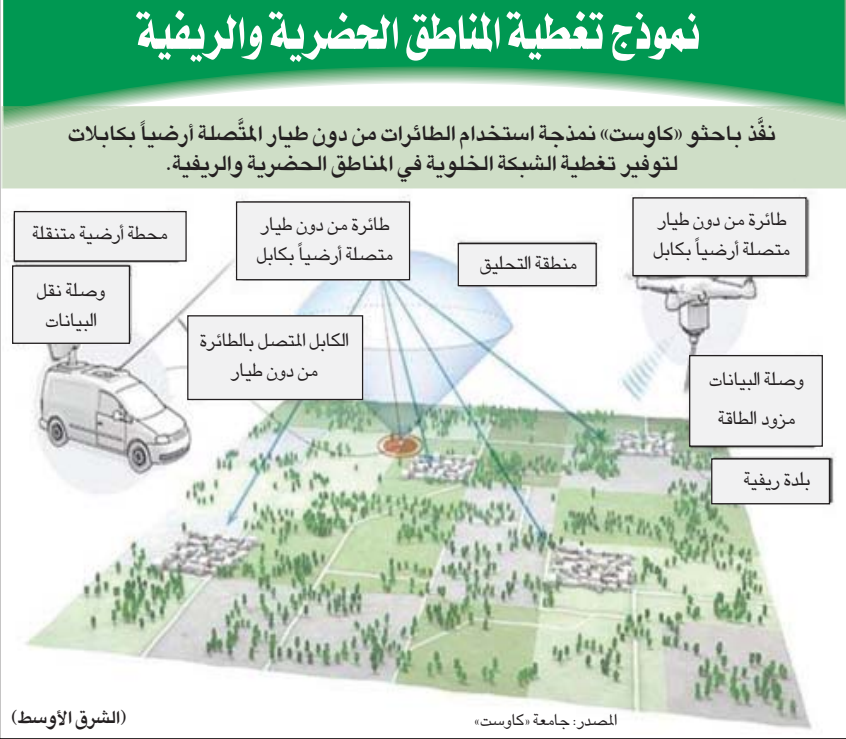 نموذج تغطية المناطق الحضرية والريفية
نفَّذ باحثو «كاوست» نمذجة استخدام الطائرات من دون طيار المتَّصلة أرضياً بكابلات
لتوفير تغطية الشبكة الخلوية في المناطق الحضرية والريفية.
طائرة من دون طيار
متصلة أرضياً بكابل
منطقة التحليق
طائرة من دون طيار
متصلة أرضياً بكابل
محطة أرضية متنقلة
وصلة نقل
البيانات
الكابل المتصل بالطائرة
من دون طيار
وصلة البيانات
مزود الطاقة
بلدة ريفية
المصدر: جامعة «كاوست»
(الشرق الأوسط)